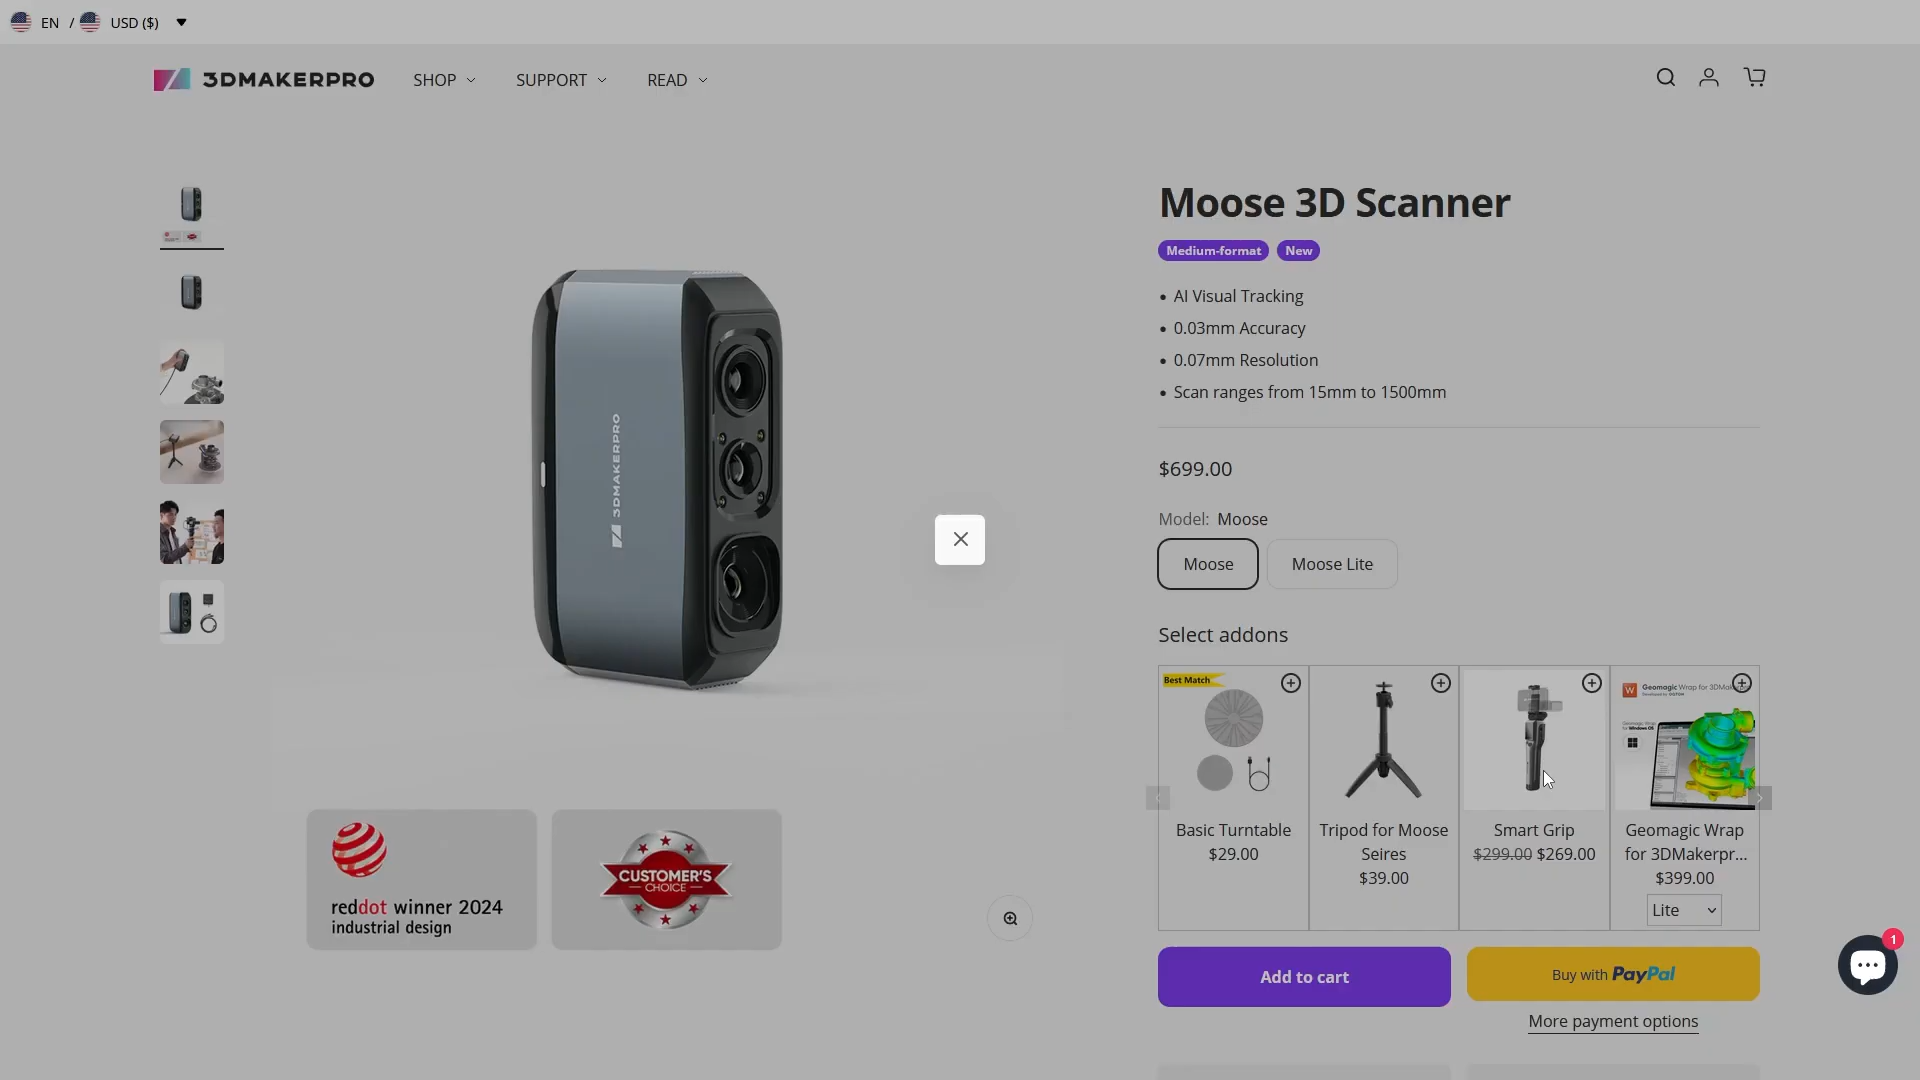 EN / USD ($)
3DMAKERPRO
SHOP
SUPPORT
READ
Moose 3D Scanner
Medium-format
New
AI Visual Tracking
0.03mm Accuracy
0.07mm Resolution
Scan ranges from 15mm to 1500mm
$699.00
Model: Moose
Moose
Moose Lite
Select addons
3DMAKERPRO
Best Match
Basic Turntable
$29.00
Tripod for Moose
Seires
$39.00
Smart Grip
$299.00 $269.00
Geomagic Wrap
for 3DMakerpr...
$399.00
Lite
reddot winner 2024
industrial design
CUSTOMER'S
CHOICE
Add to cart
Buy with PayPal
More payment options
1